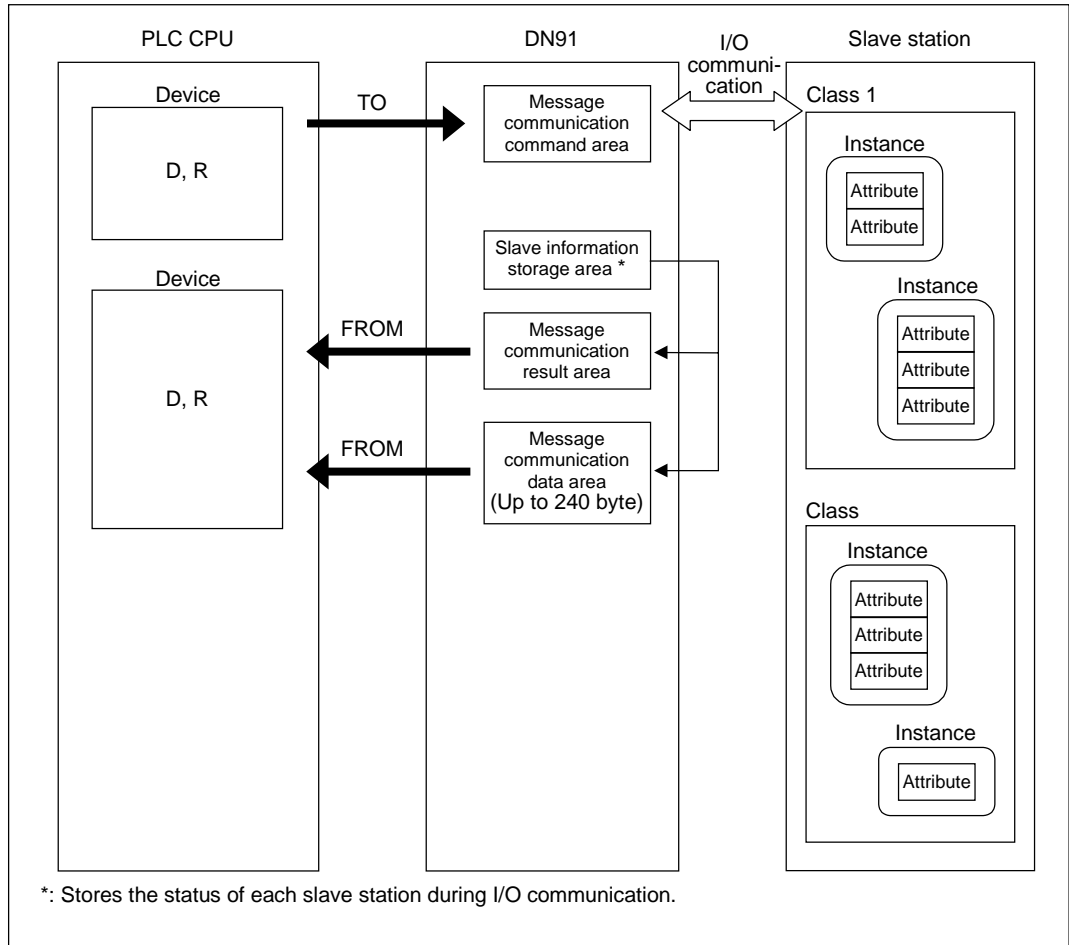 PLC CPU
DN91
I/O
communi-
cation
Slave station
Device
D, R
TO
Message
communication
command area
Class 1
Instance
Attribute
Attribute
Slave information
storage area *
Device
D, R
FROM
Message
communication
result area
Instance
Attribute
Attribute
Attribute
FROM
Message
communication
data area
(Up to 240 byte)
Class
Instance
Attribute
Attribute
Attribute
Instance
Attribute
*: Stores the status of each slave station during I/O communication.